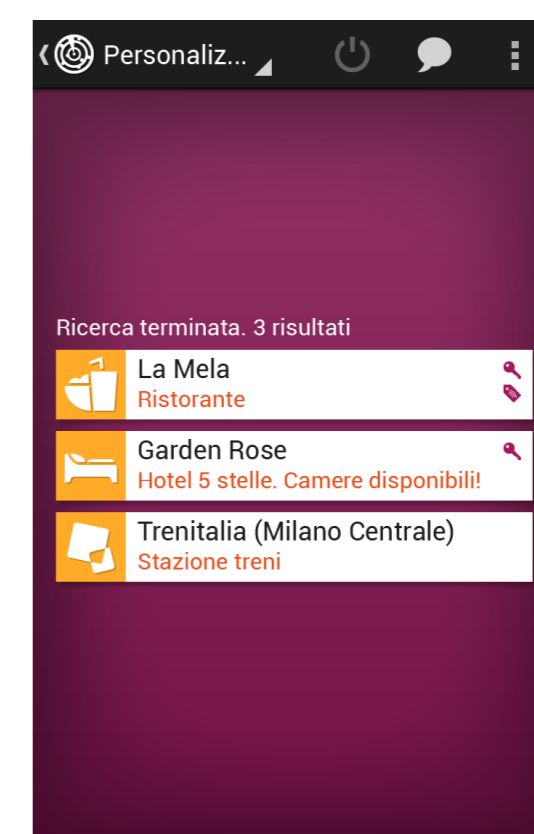 Personaliz...
Ricerca terminata. 3 risultati
La Mela
Ristorante
Garden Rose
Hotel 5 stelle. Camere disponibili!
Trenitalia (Milano Centrale)
Stazione treni